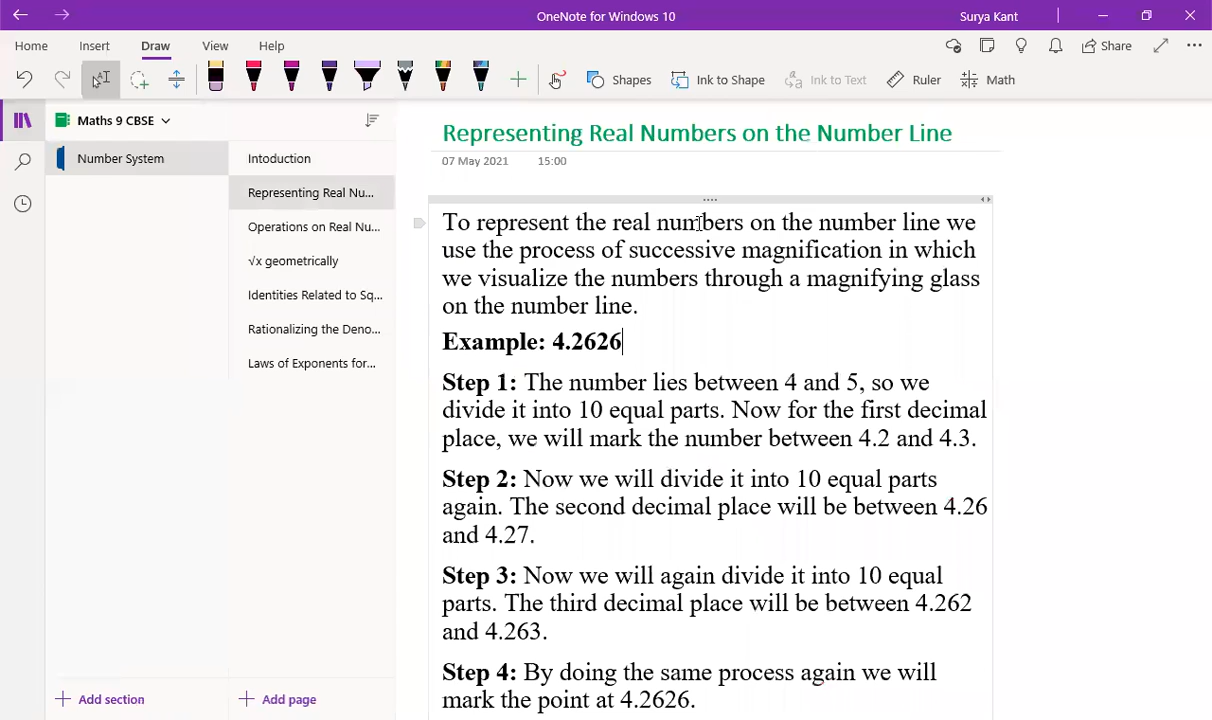 OneNote for Windows 10
Surya Kant
Home
Insert
Draw
View
Help
Share
Shapes
Ink to Shape
Ink to Text
Ruler
Math
Maths 9 CBSE
Number System
Intoduction
Representing Real Nu...
Operations on Real Nu...
√x geometrically
Identities Related to Sq...
Rationalizing the Deno...
Laws of Exponents for...
Add section
Add page
Representing Real Numbers on the Number Line
07 May 2021 15:00
To represent the real numbers on the number line we
use the process of successive magnification in which
we visualize the numbers through a magnifying glass
on the number line.
Example: 4.2626
Step 1: The number lies between 4 and 5, so we
divide it into 10 equal parts. Now for the first decimal
place, we will mark the number between 4.2 and 4.3.
Step 2: Now we will divide it into 10 equal parts
again. The second decimal place will be between 4.26
and 4.27.
Step 3: Now we will again divide it into 10 equal
parts. The third decimal place will be between 4.262
and 4.263.
Step 4: By doing the same process again we will
mark the point at 4.2626.